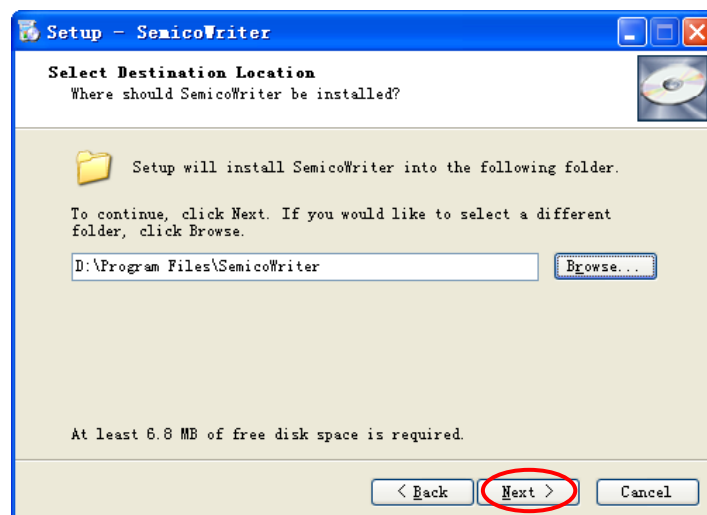 Setup - SemicoWriter
Select Destination Location
Where should SemicoWriter be installed?
Setup will install SemicoWriter into the following folder.
To continue, click Next. If you would like to select a different
folder, click Browse.
D:\Program Files\SemicoWriter
Browse...
At least 6.8 MB of free disk space is required.
< Back
Next >
Cancel